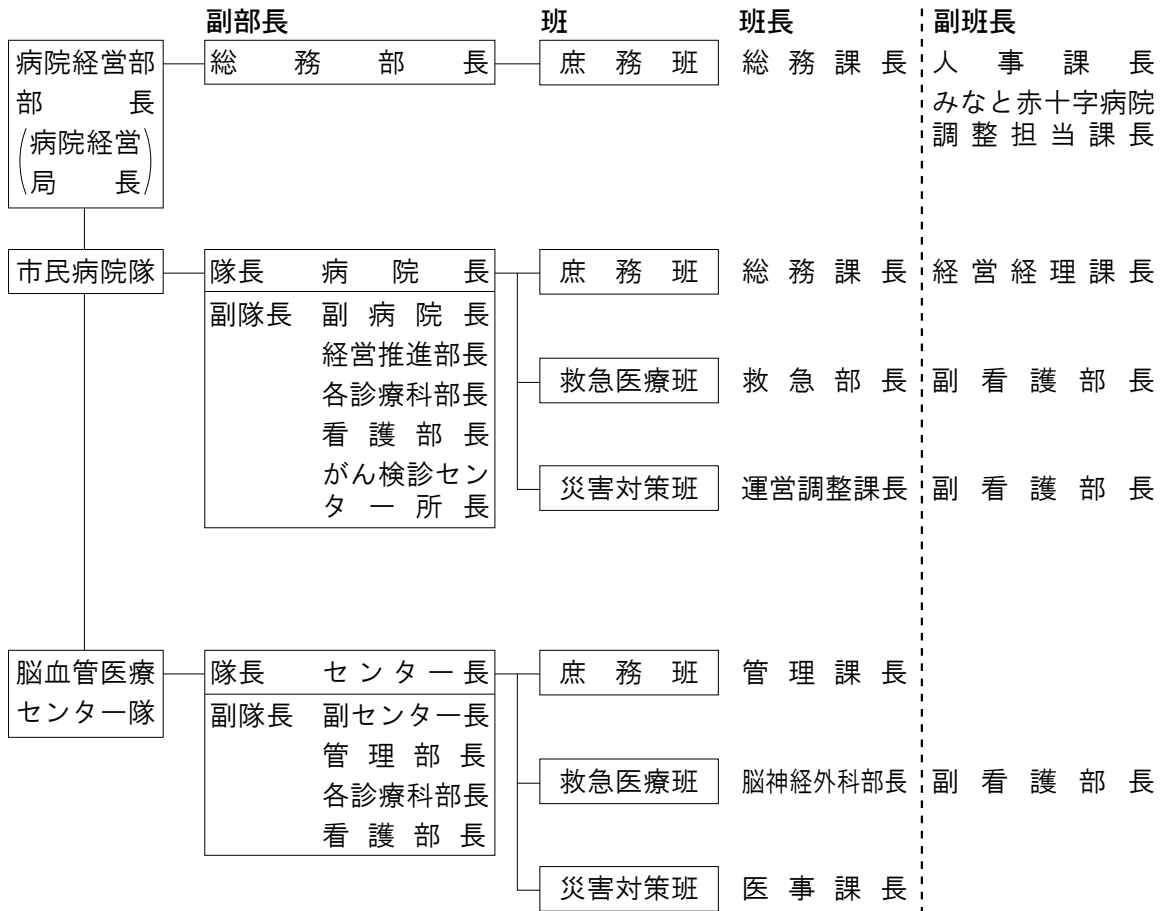 副部長 班 班長 副班長
病院経営部 総務部長 庶務班 総務課長 人事課長
部長 みなと赤十字病院
(病院経営 調整担当課長
局長)
市民病院隊 隊長 病院長 庶務班 総務課長 経営経理課長
副隊長 副病院長
経営推進部長
各診療科部長 救急医療班 救急部長 副看護部長
看護部長
がん検診セン
ター所長 災害対策班 運営調整課長 副看護部長
脳血管医療 隊長 センター長 庶務班 管理課長
センター隊 副隊長 副センター長
管理部長
各診療科部長 救急医療班 脳神経外科部長 副看護部長
看護部長
災害対策班 医事課長